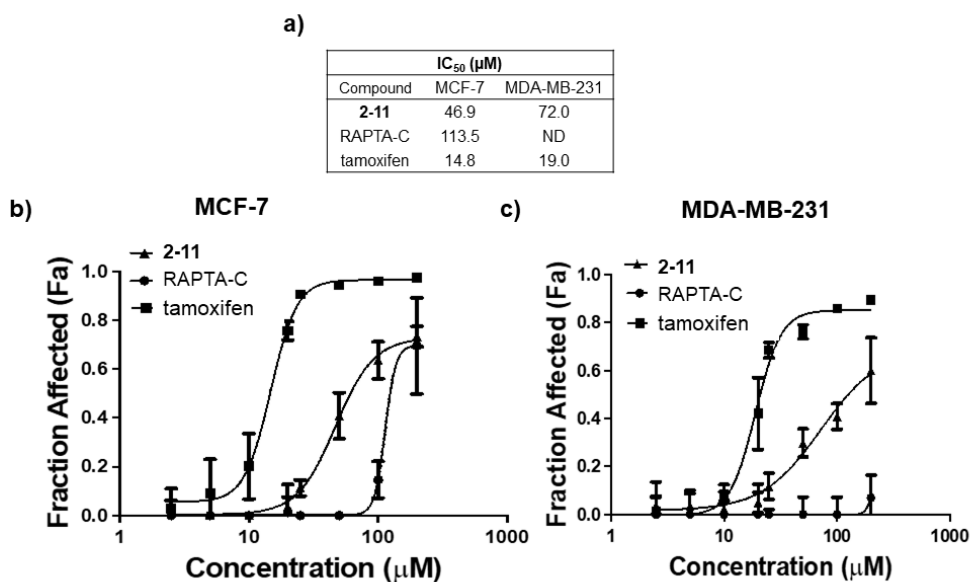 a)
IC₅₀ (µM)
Compound MCF-7 MDA-MB-231
2-11 46.9 72.0
RAPTA-C 113.5 ND
tamoxifen 14.8 19.0
b)
MCF-7
2-11
RAPTA-C
tamoxifen
Fraction Affected (Fa)
1.0
0.8
0.6
0.4
0.2
0.0
1 10 100 1000
Concentration (µM)
c)
MDA-MB-231
2-11
RAPTA-C
tamoxifen
Fraction Affected (Fa)
1.0
0.8
0.6
0.4
0.2
0.0
1 10 100 1000
Concentration (µM)